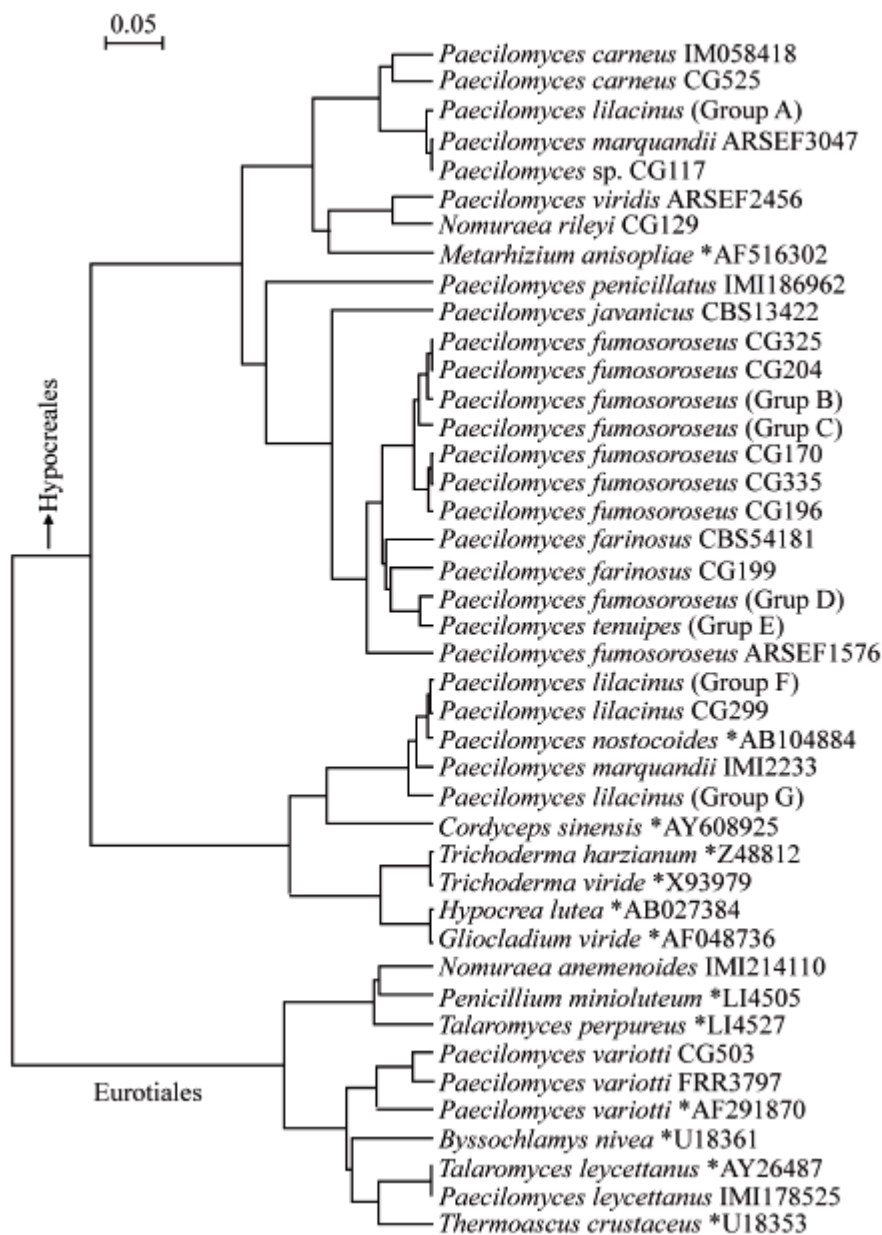 0.05
Paecilomyces carneus IM058418
Paecilomyces carneus CG525
Paecilomyces lilacinus (Group A)
Paecilomyces marquandii ARSEF3047
Paecilomyces sp. CG117
Paecilomyces viridis ARSEF2456
Nomuraea rileyi CG129
Metarhizium anisopliae *AF516302
Paecilomyces penicillatus IMI186962
Paecilomyces javanicus CBS13422
Paecilomyces fumosoroseus CG325
Paecilomyces fumosoroseus CG204
Paecilomyces fumosoroseus (Grup B)
Paecilomyces fumosoroseus (Grup C)
Paecilomyces fumosoroseus CG170
Paecilomyces fumosoroseus CG335
Paecilomyces fumosoroseus CG196
Paecilomyces farinosus CBS54181
Paecilomyces farinosus CG199
Paecilomyces fumosoroseus (Grup D)
Paecilomyces tenuipes (Grup E)
Paecilomyces fumosoroseus ARSEF1576
Paecilomyces lilacinus (Group F)
Paecilomyces lilacinus CG299
Paecilomyces nostocoides *AB104884
Paecilomyces marquandii IMI2233
Paecilomyces lilacinus (Group G)
Cordyceps sinensis *AY608925
Trichoderma harzianum *Z48812
Trichoderma viride *X93979
Hypocrea lutea *AB027384
Gliocladium viride *AF048736
Nomuraea anemenoides IMI214110
Penicillium minioluteum *LI4505
Talaromyces perpureus *LI4527
Paecilomyces variotti CG503
Paecilomyces variotti FRR3797
Paecilomyces variotti *AF291870
Byssochlamys nivea *U18361
Talaromyces leycettanus *AY26487
Paecilomyces leycettanus IMI178525
Thermoascus crustaceus *U18353
Hypocreales
Eurotiales